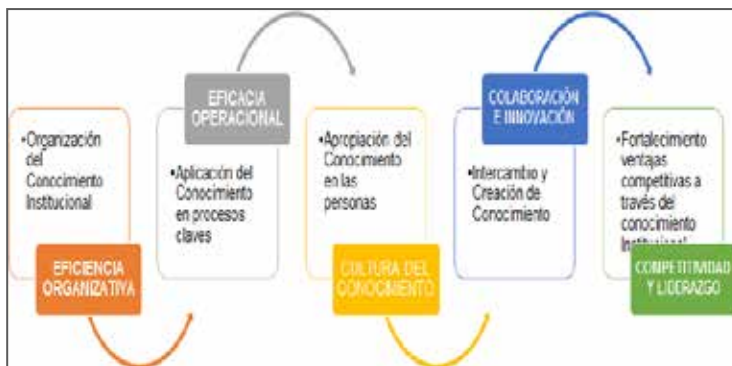 •Organización
del
Conocimiento
Institucional
EFICIENCIA
ORGANIZATIVA
EFICACIA
OPERACIONAL
•Aplicación del
Conocimiento
en procesos
claves
•Apropiación del
Conocimiento
en las
personas
CULTURA DEL
CONOCIMIENTO
COLABORACIÓN
E INNOVACIÓN
•Intercambio y
Creación de
Conocimiento
•Fortalecimiento
ventajas
competitivas a
través del
conocimiento
Institucional
COMPETITIVIDAD
Y LIDERAZGO